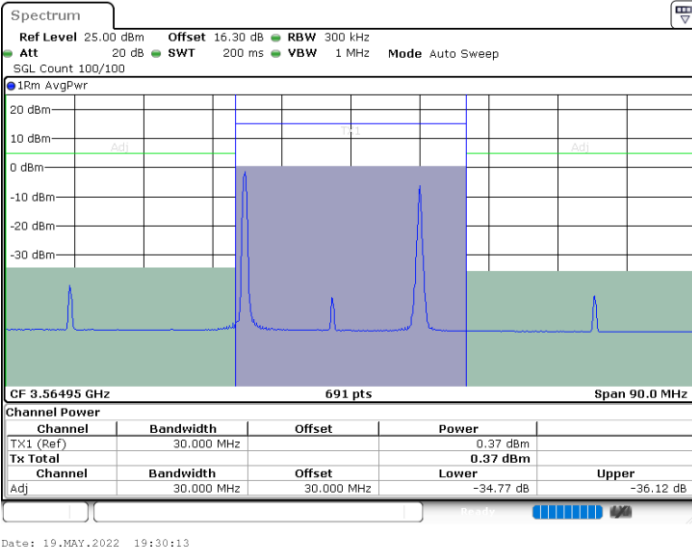 Spectrum
Ref Level 25.00 dBm Offset 16.30 dB RBW 300 kHz
Att 20 dB SWT 200 ms VBW 1 MHz Mode Auto Sweep
SGL Count 100/100
1Rm AvgPwr
20 dBm
TX1
Adj Adj
10 dBm
0 dBm
-10 dBm
-20 dBm
-30 dBm
CF 3.56495 GHz 691 pts Span 90.0 MHz
Channel Power
Channel Bandwidth Offset Power
TX1 (Ref) 30.000 MHz 0.37 dBm
Tx Total 0.37 dBm
Channel Bandwidth Offset Lower Upper
Adj 30.000 MHz 30.000 MHz -34.77 dB -36.12 dB
Ready
Date: 19.MAY.2022 19:30:13